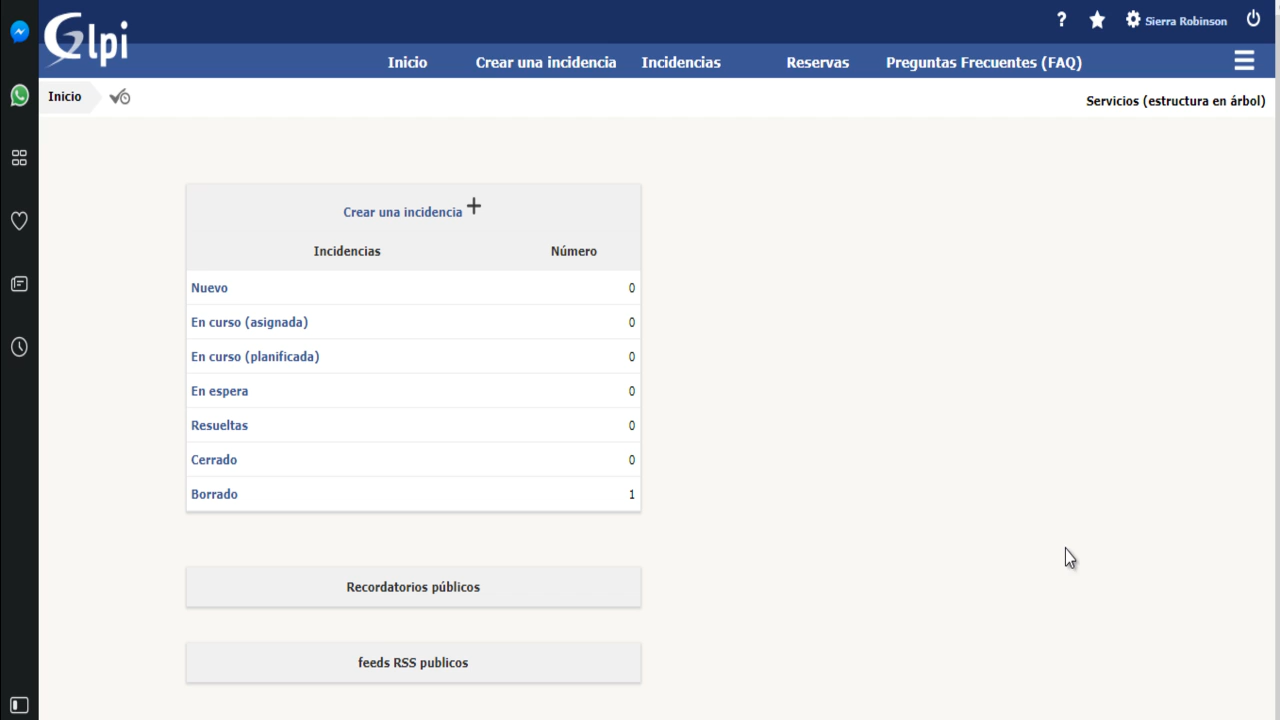 Glpi
? Sierra Robinson
Inicio Crear una incidencia Incidencias Reservas Preguntas Frecuentes (FAQ)
Inicio
Servicios (estructura en árbol)
Crear una incidencia +
Incidencias Número
Nuevo 0
En curso (asignada) 0
En curso (planificada) 0
En espera 0
Resueltas 0
Cerrado 0
Borrado 1
Recordatorios públicos
feeds RSS publicos